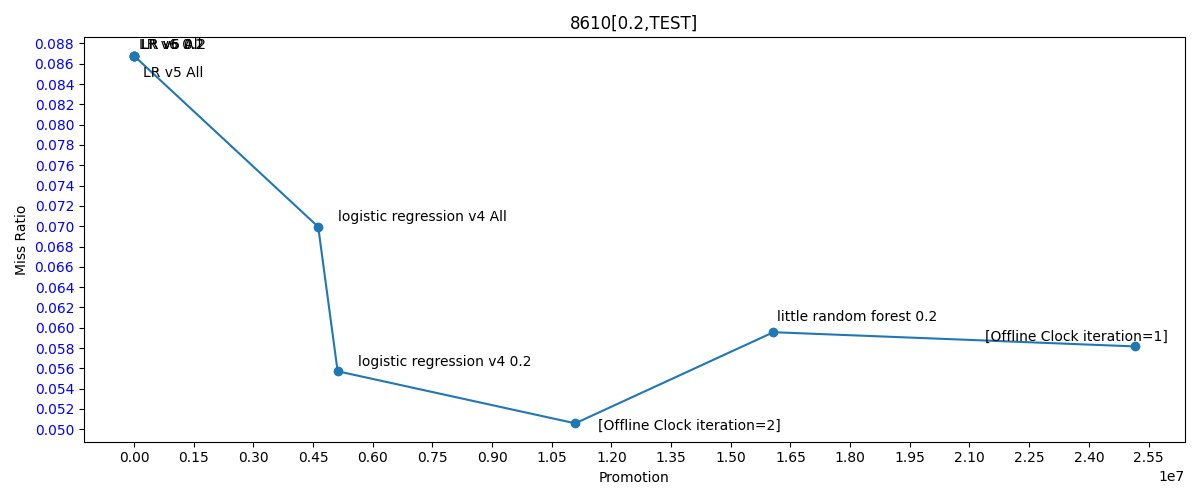 8610[0.2,TEST]
0.088
0.086
0.084
0.082
0.080
0.078
0.076
0.074
0.072
0.070
0.068
0.066
0.064
0.062
0.060
0.058
0.056
0.054
0.052
0.050
Miss Ratio
LR v5 All
logistic regression v4 All
logistic regression v4 0.2
[Offline Clock iteration=2]
little random forest 0.2
[Offline Clock iteration=1]
0.00 0.15 0.30 0.45 0.60 0.75 0.90 1.05 1.20 1.35 1.50 1.65 1.80 1.95 2.10 2.25 2.40 2.55
1e7
Promotion